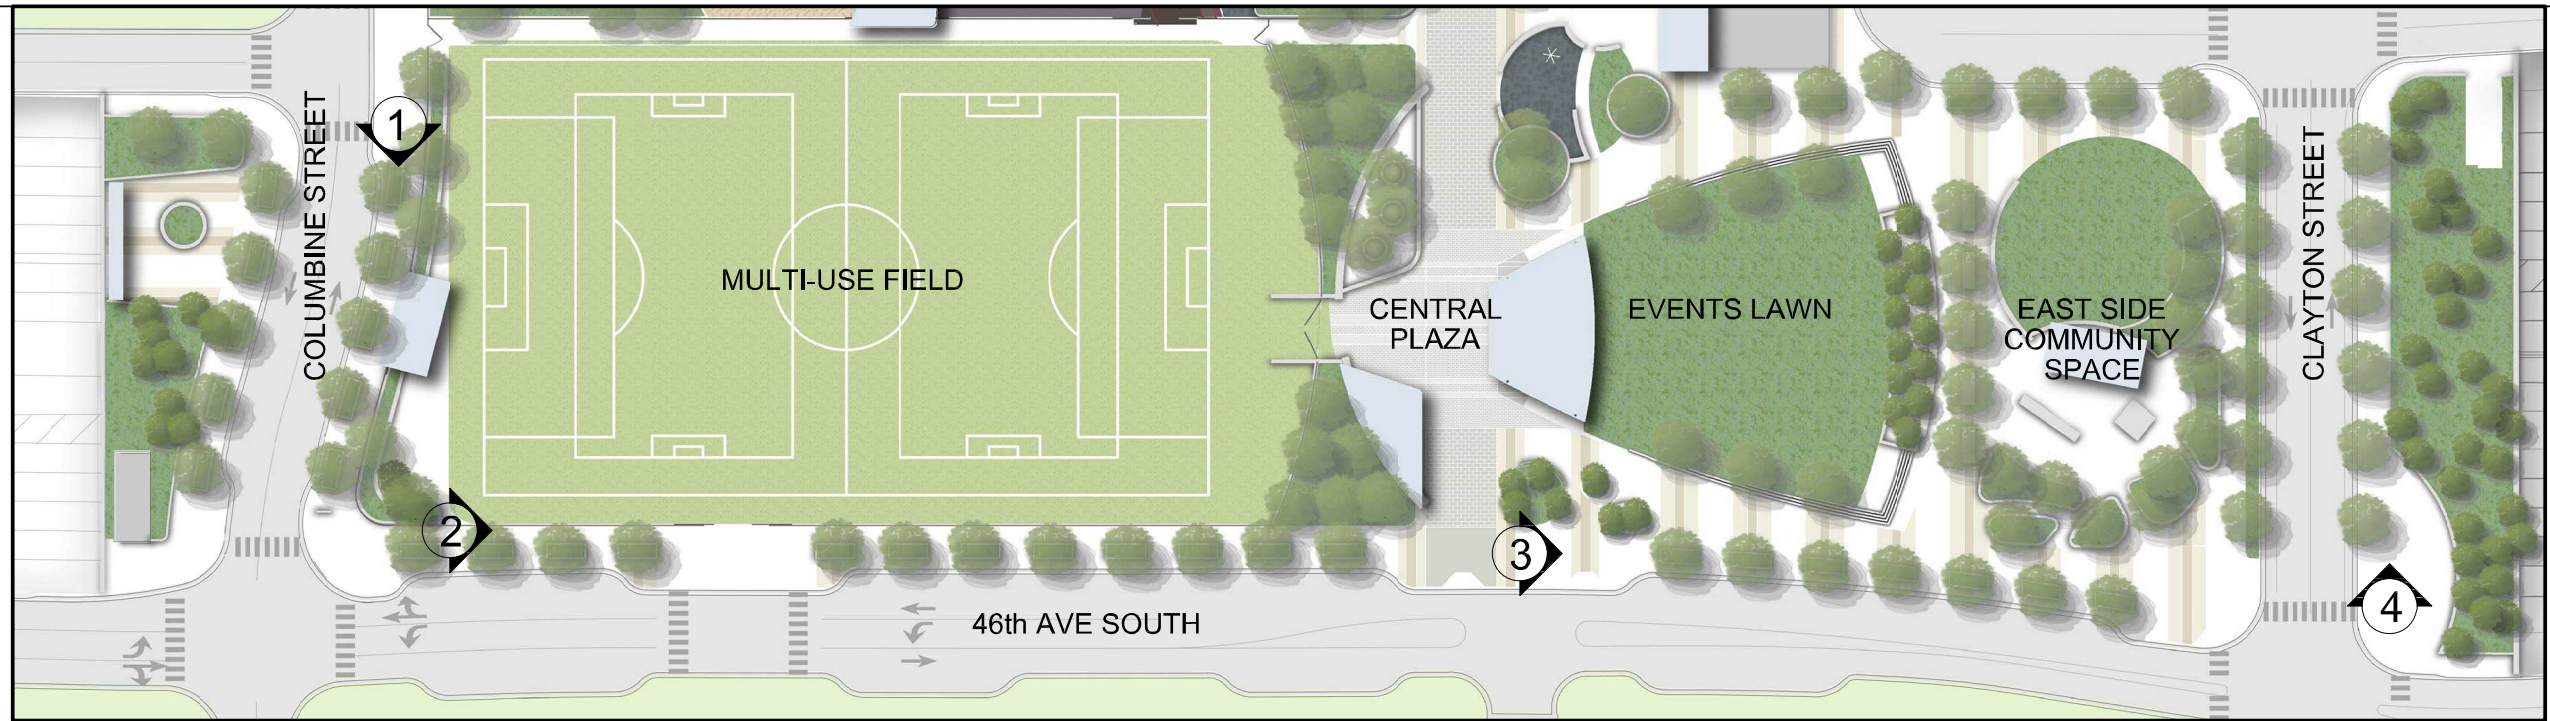 1
COLUMBINE STREET
MULTI-USE FIELD
CENTRAL
PLAZA
EVENTS LAWN
EAST SIDE
COMMUNITY
SPACE
CLAYTON STREET
2
3
4
46th AVE SOUTH